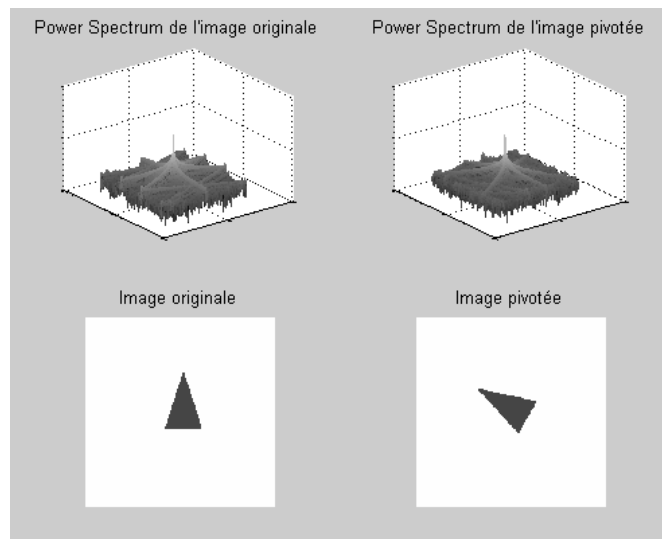 Power Spectrum de l'image originale
Power Spectrum de l'image pivotée
Image originale
Image pivotée